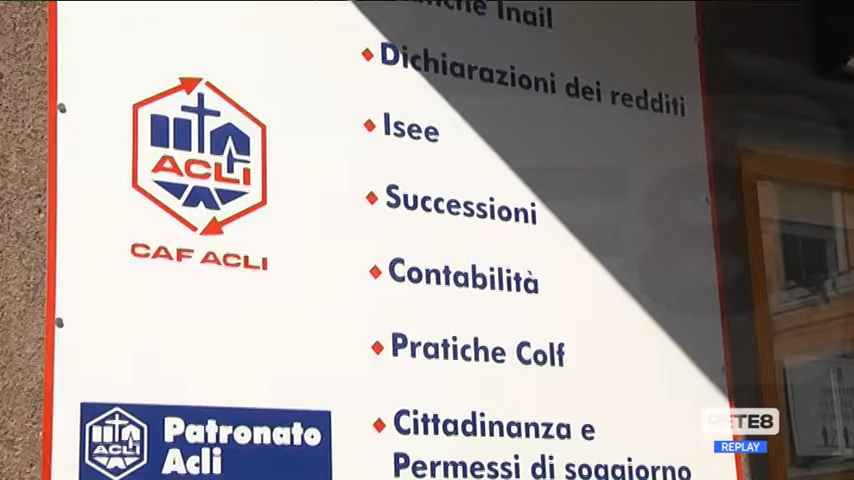 Inail
Dichiarazioni dei redditi
Isee
ACLI
CAF ACLI
Successioni
Contabilità
Pratiche Colf
Cittadinanza e
Permessi di soggiorno
ACLI
Patronato
Acli
RETE8
REPLAY